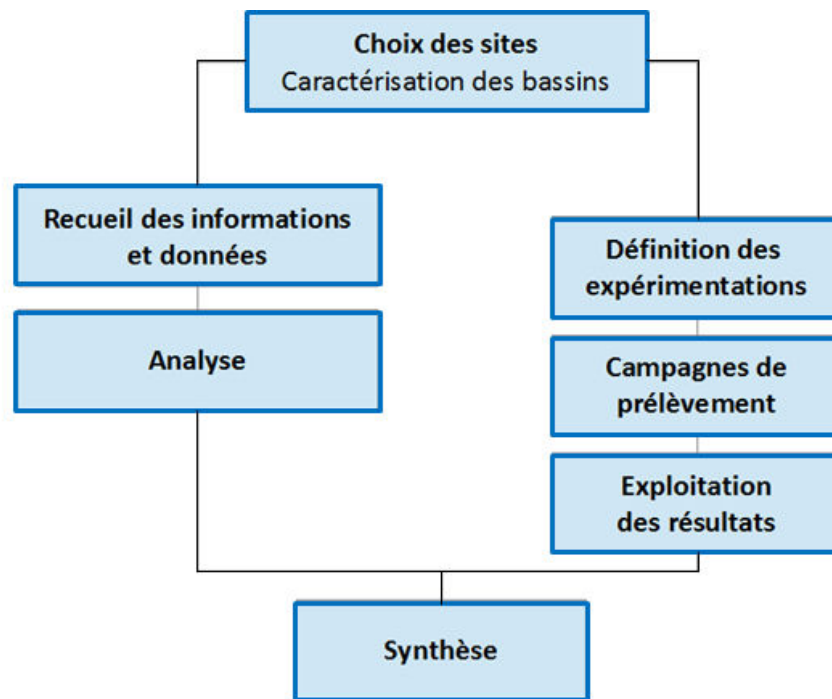 Choix des sites
Caractérisation des bassins
Recueil des informations
et données
Analyse
Définition des
expérimentations
Campagnes de
prélèvement
Exploitation
des résultats
Synthèse